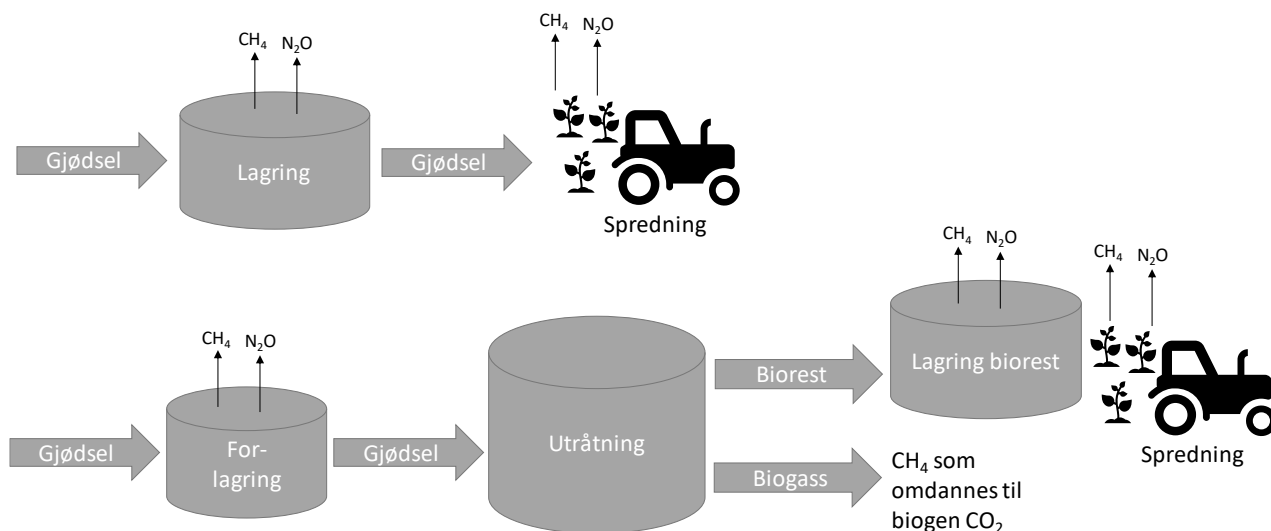 CH₄ N₂O
CH₄ N₂O
Gjødsel
Lagring
Gjødsel
Spredning
CH₄ N₂O
CH₄ N₂O
CH₄ N₂O
Gjødsel
For-
lagring
Gjødsel
Utråtning
Biorest
Lagring biorest
Spredning
Biogass
CH₄ som
omdannes til
biogen CO₂